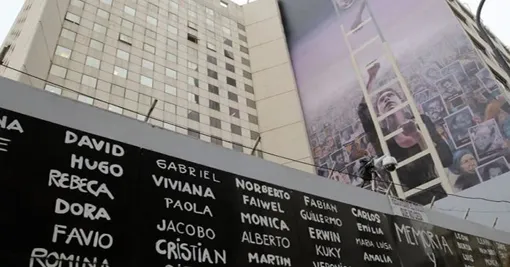 DAVID
HUGO
REBECCA
DORA
FAVIO
ROMINA
GABRIEL
VIVIANA
PAOLA
JACOBO
CRISTIAN
NORBERTO
FAIWEL
MONICA
ALBERTO
MARTIN
FABIAN
GUILLERMO
ERWIN
KUKY
CARLOS
EMILIA
MARIA LUISA
AMALIA
MEMORIA